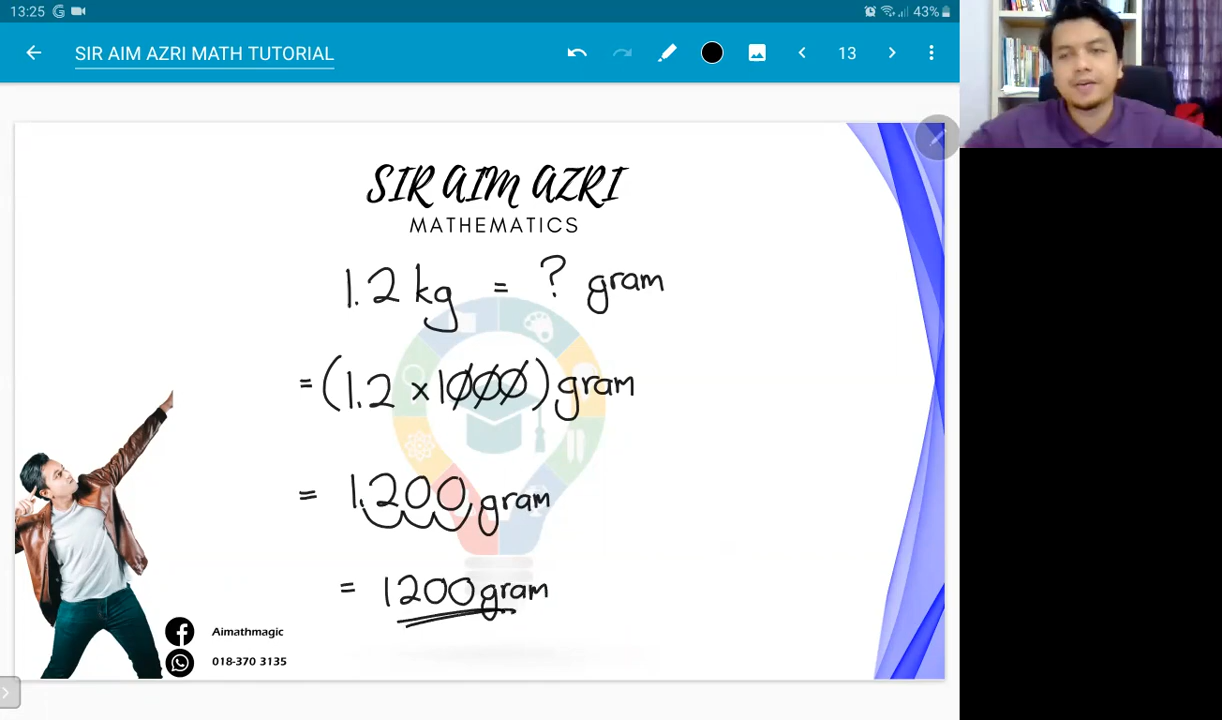 13:25 G 43%
SIR AIM AZRI MATH TUTORIAL 13
SIR AIM AZRI
MATHEMATICS
1.2 kg = ? gram
= (1.2 × 1000) gram
= 1.200 gram
= 1200 gram
Aimathmagic
018-370 3135